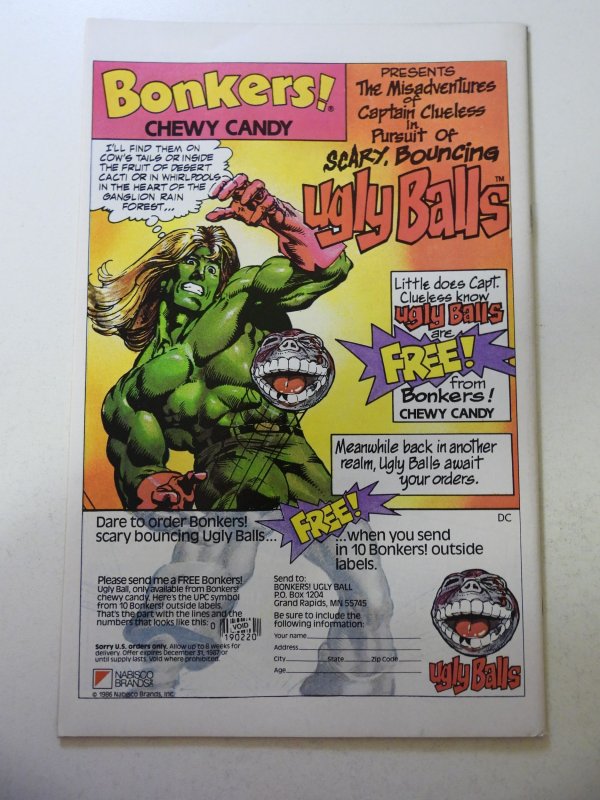 Bonkers!®
CHEWY CANDY
PRESENTS
The Misadventures
of
Captain Clueless
in
Pursuit Of
SCARY, Bouncing
Ugly Balls™
I'LL FIND THEM ON
COW'S TAILS OR INSIDE
THE FRUIT OF DESERT
CACTI OR IN WHIRLPOOLS
IN THE HEART OF THE
GANGLION RAIN
FOREST,,,
Little does Capt.
Clueless know
Ugly Balls
are
FREE!
from
Bonkers!
CHEWY CANDY
Meanwhile back in another
realm, Ugly Balls await
your orders.
DC
Dare to order Bonkers!
scary bouncing Ugly Balls...
FREE!
...when you send
in 10 Bonkers! outside
labels.
Please send me a FREE Bonkers!
Ugly Ball, only available from Bonkers!
chewy candy. Here's the UPC symbol
from 10 Bonkers! outside labels.
That's the part with the lines and the
numbers that looks like this:
0
VOID
19020
Sorry U.S. orders only. Allow up to 8 weeks for
delivery. Offer expires December 31, 1987 or
until supply lasts. Void where prohibited.
NABISCO
BRANDS
© 1986 Nabisco Brands, Inc.
Send to:
BONKERS! UGLY BALL
P.O. Box 1204
Grand Rapids, MN 55745
Be sure to include the
following information:
Your name
Address
City State Zip Code
Age
Ugly Balls